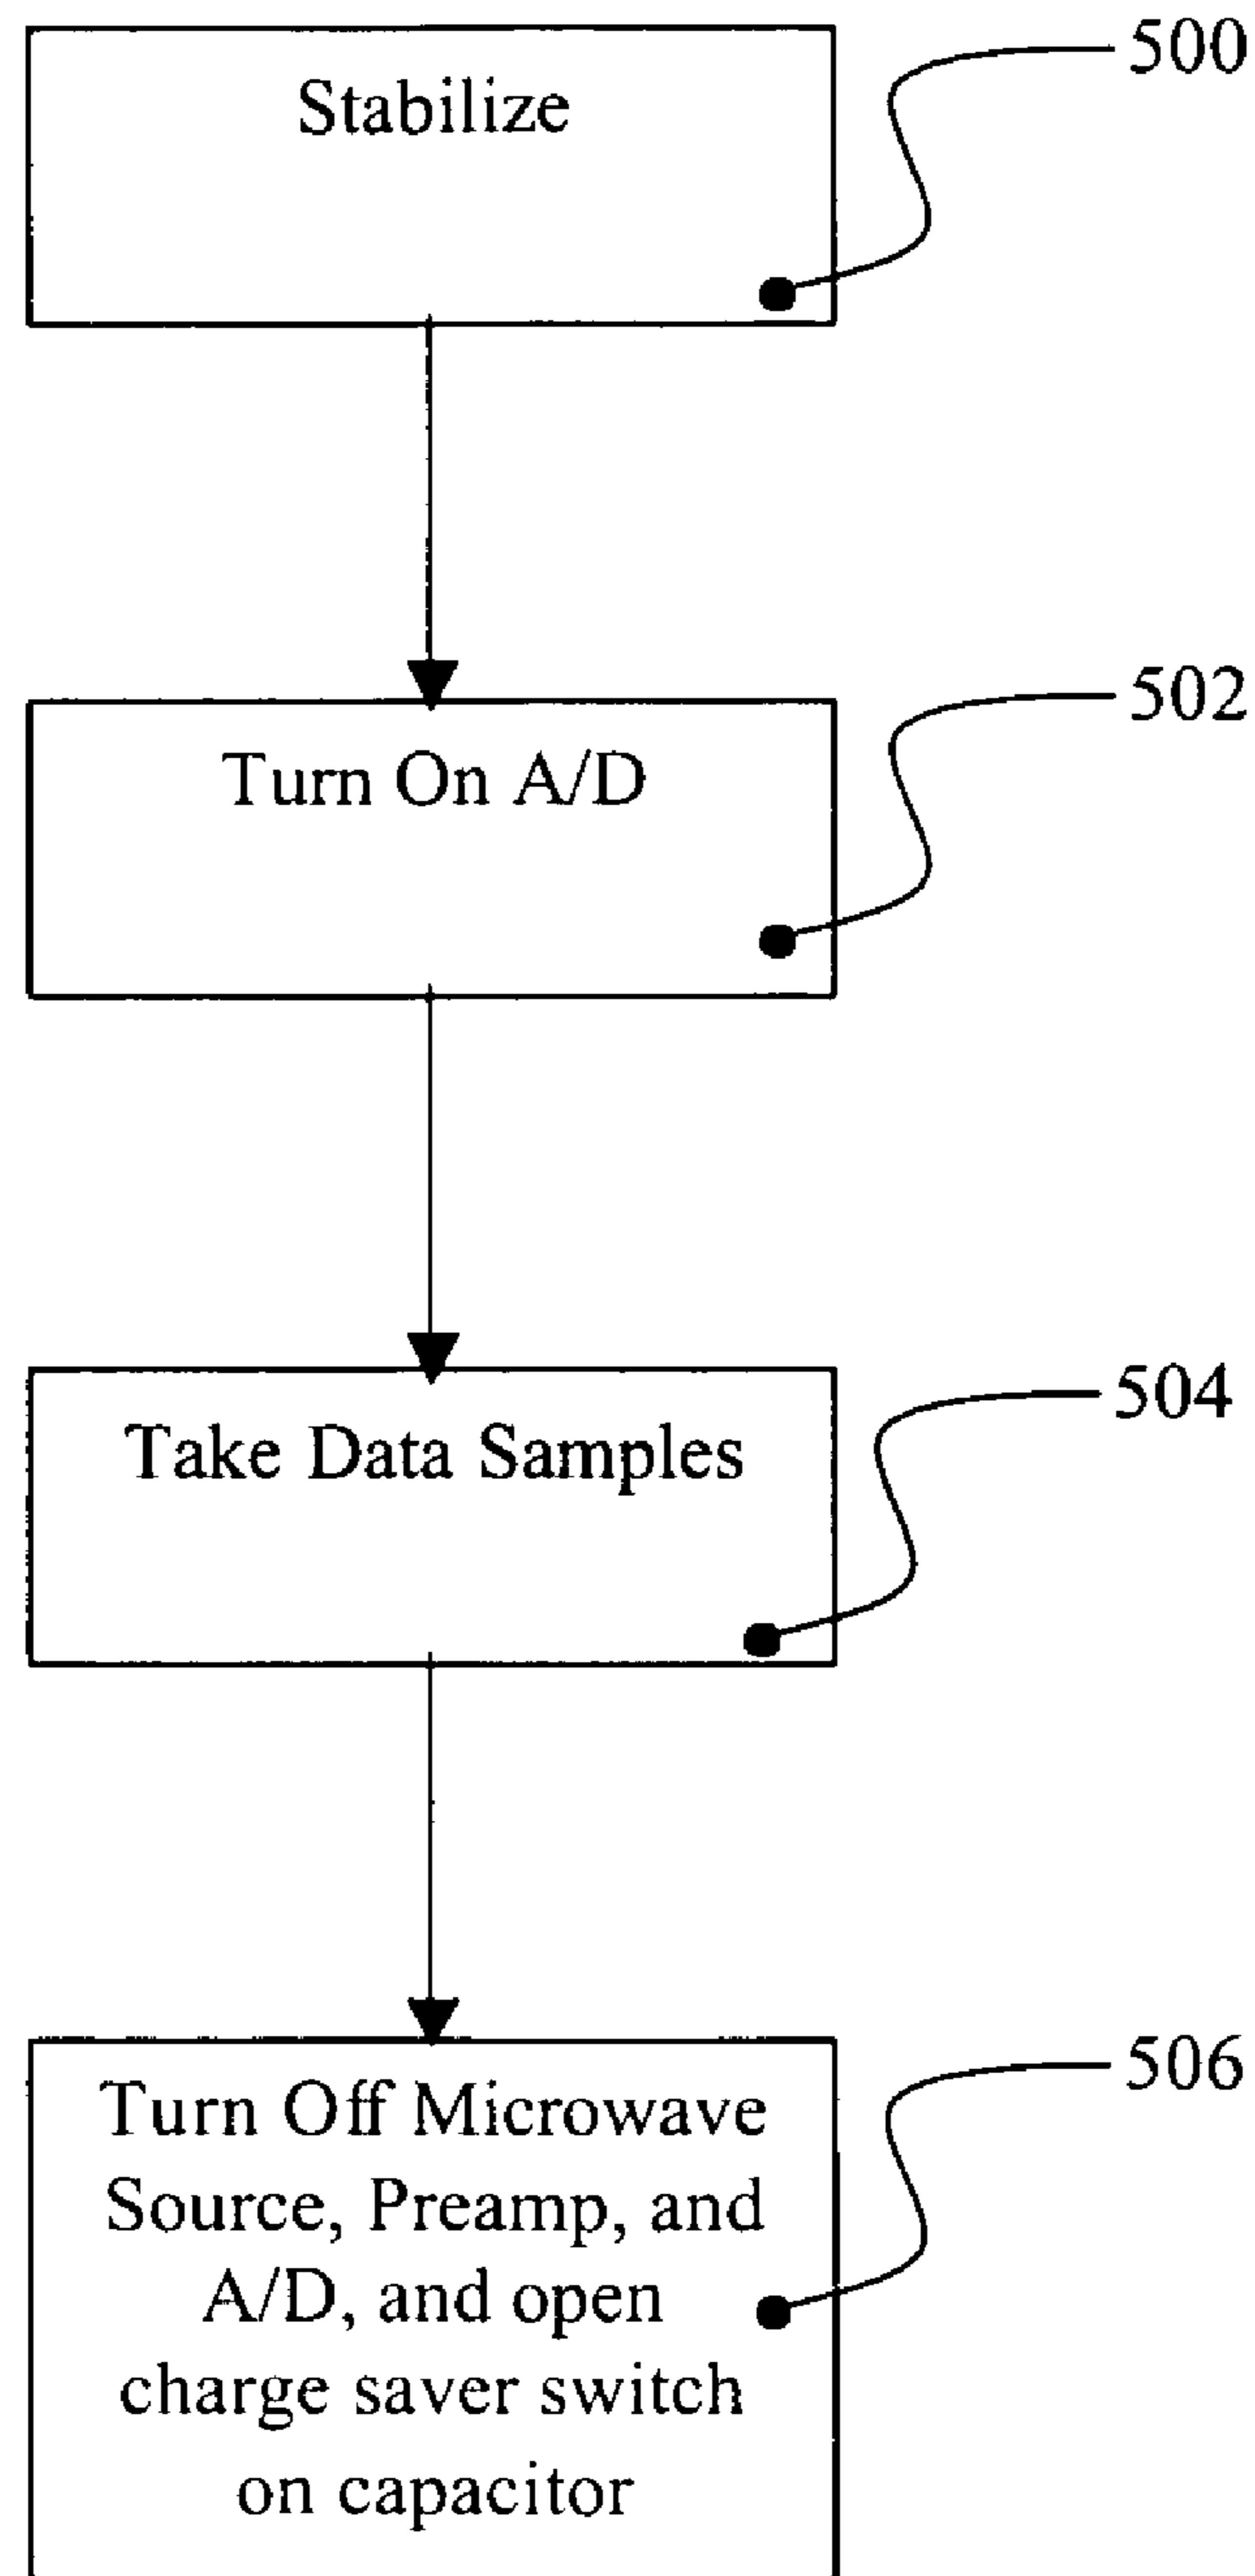 500
Stabilize
502
Turn On A/D
504
Take Data Samples
506
Turn Off Microwave
Source, Preamp, and
A/D, and open
charge saver switch
on capacitor